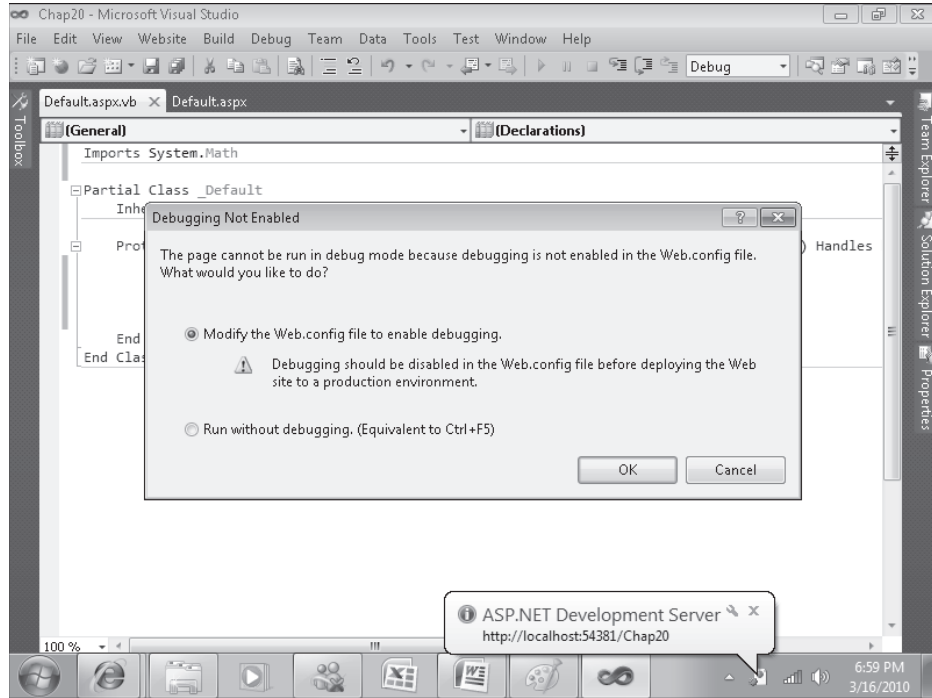 Chap20 - Microsoft Visual Studio
File Edit View Website Build Debug Team Data Tools Test Window Help
Debug
Default.aspx.vb Default.aspx
Toolbox
(General) (Declarations)
Imports System.Math
Partial Class _Default
Inhe
Prot ) Handles
End
End Clas
Debugging Not Enabled
The page cannot be run in debug mode because debugging is not enabled in the Web.config file.
What would you like to do?
Modify the Web.config file to enable debugging.
Debugging should be disabled in the Web.config file before deploying the Web
site to a production environment.
Run without debugging. (Equivalent to Ctrl+F5)
OK Cancel
Team Explorer
Solution Explorer
Properties
ASP.NET Development Server
http://localhost:54381/Chap20
100 %
6:59 PM
3/16/2010